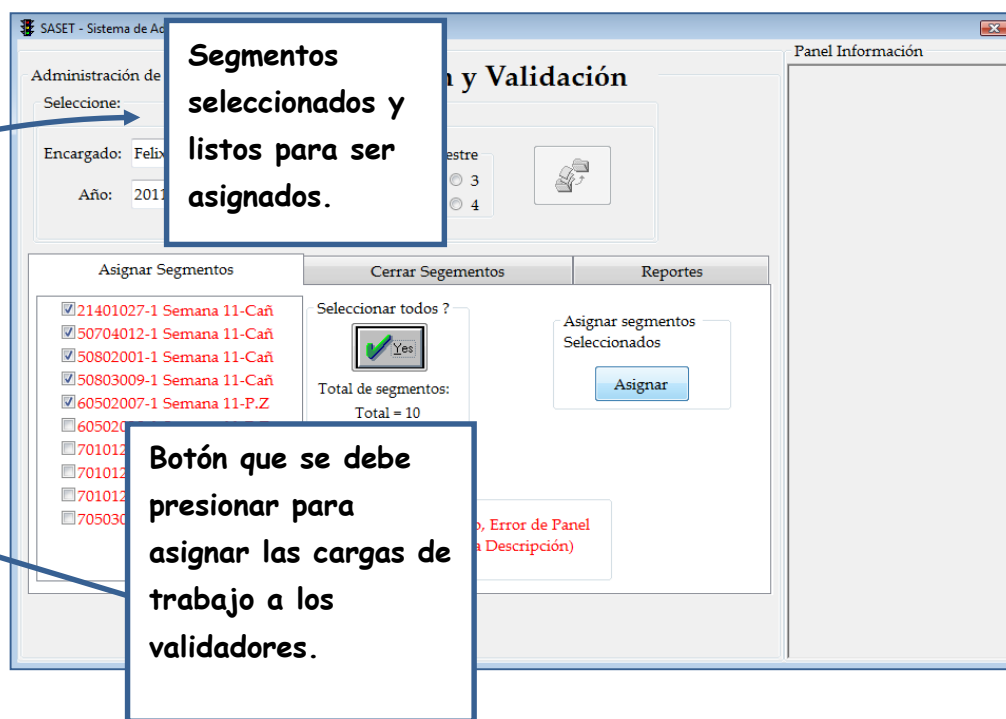 SASET - Sistema de Ad
Segmentos
seleccionados y
listos para ser
asignados.
Panel Información
Administración de
y Validación
Seleccione:
Encargado: Felix
estre
3
Año: 2011
4
Asignar Segmentos
Cerrar Segementos
Reportes
21401027-1 Semana 11-Cañ
50704012-1 Semana 11-Cañ
50802001-1 Semana 11-Cañ
50803009-1 Semana 11-Cañ
60502007-1 Semana 11-P.Z
60502
701012
701012
701012
70503
Seleccionar todos ?
Yes
Total de segmentos:
Total = 10
Asignar segmentos
Seleccionados
Asignar
Botón que se debe
presionar para
asignar las cargas de
trabajo a los
validadores.
, Error de Panel
Descripción)